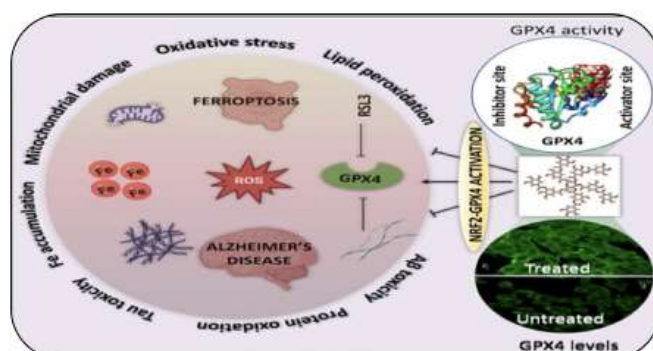 GPX4 activity
Inhibitor site
Activator site
GPX4
Oxidative stress
Mitochondrial damage
Lipid peroxidation
FERROPTOSIS
RSL3
Fe
Fe
Fe
Fe
ROS
GPX4
NRF2-GPX4 ACTIVATION
Fe accumulation
ALZHEIMER'S
DISEASE
Tau toxicity
Protein oxidation
Aβ toxicity
Treated
Untreated
GPX4 levels